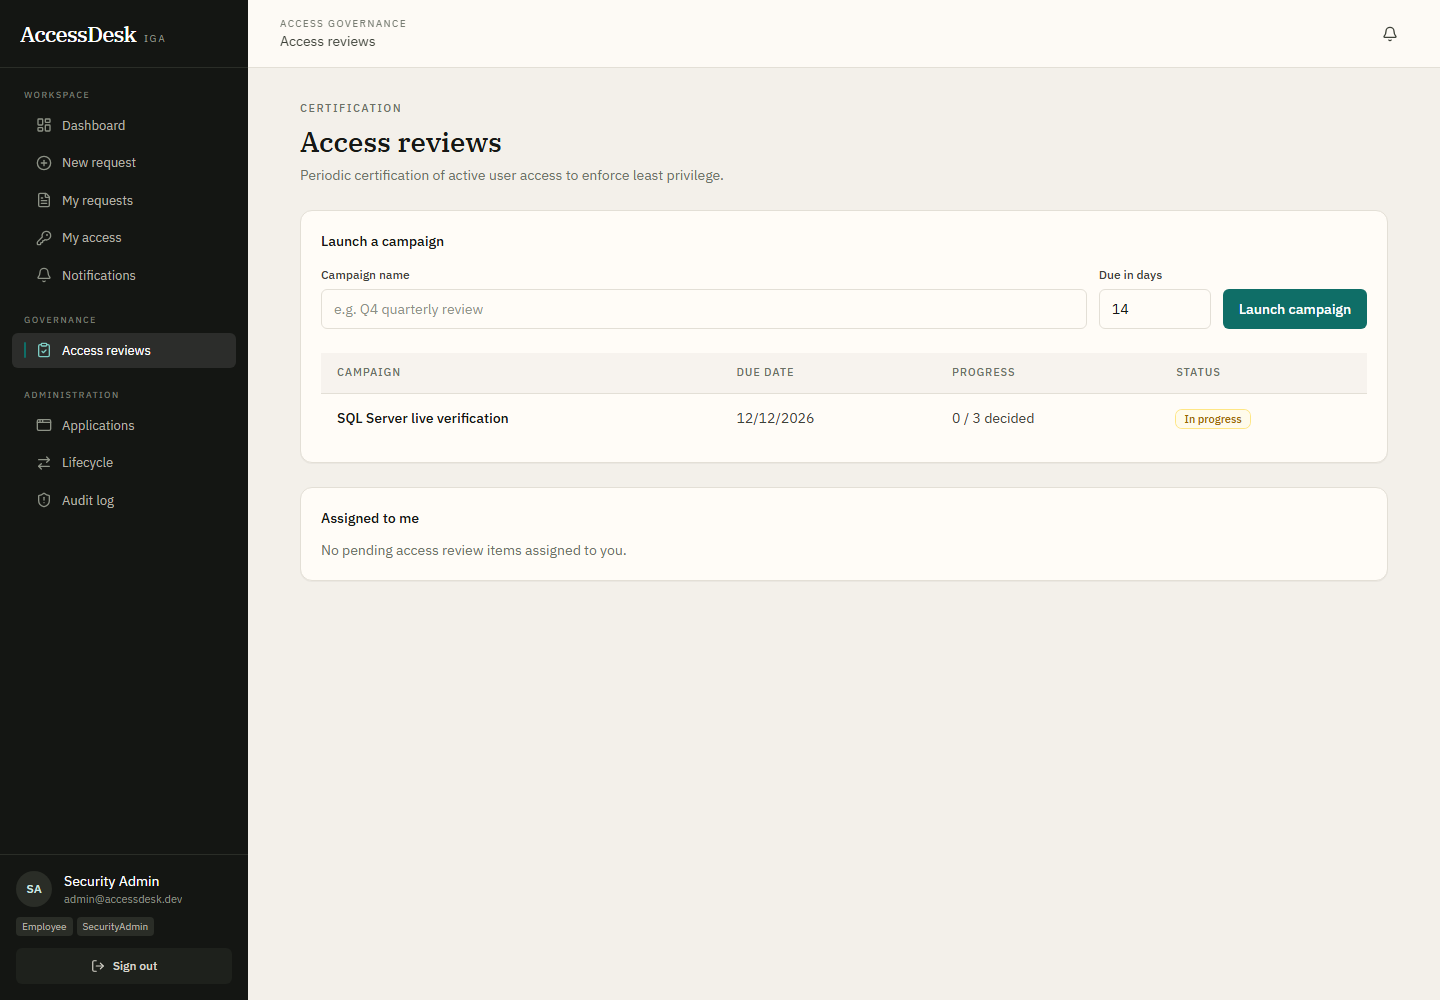 AccessDesk IGA
WORKSPACE
Dashboard
New request
My requests
My access
Notifications
GOVERNANCE
Access reviews
ADMINISTRATION
Applications
Lifecycle
Audit log
SA
Security Admin
admin@accessdesk.dev
Employee SecurityAdmin
Sign out
ACCESS GOVERNANCE
Access reviews
CERTIFICATION
Access reviews
Periodic certification of active user access to enforce least privilege.
Launch a campaign
Campaign name Due in days
e.g. Q4 quarterly review 14 Launch campaign
CAMPAIGN DUE DATE PROGRESS STATUS
SQL Server live verification 12/12/2026 0 / 3 decided In progress
Assigned to me
No pending access review items assigned to you.